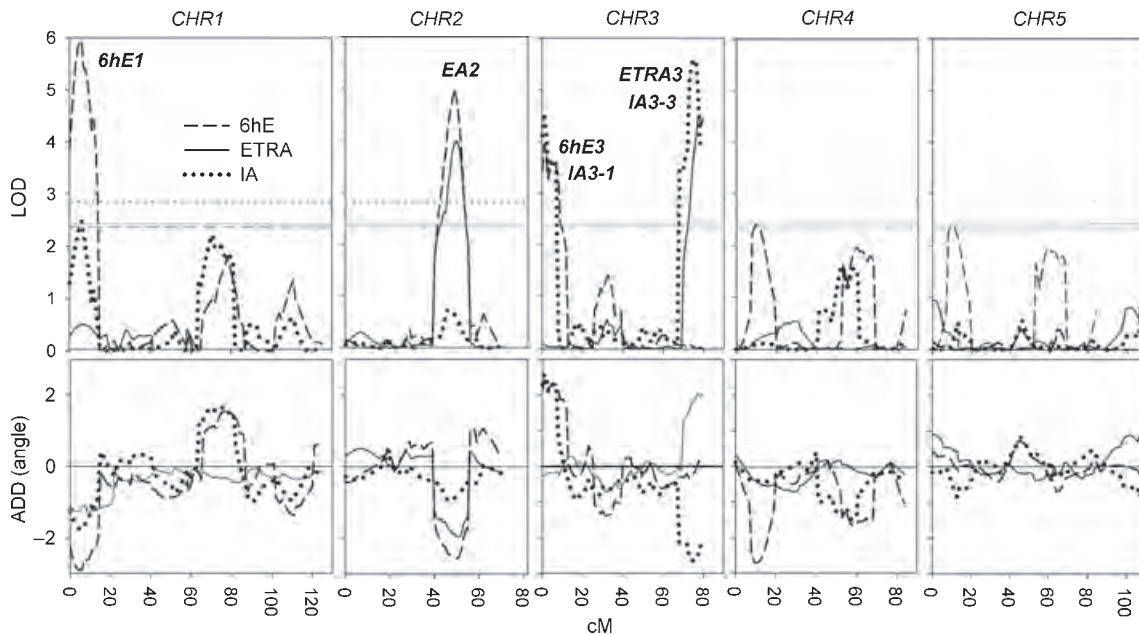 CHR1 CHR2 CHR3 CHR4 CHR5
6 5 4 3 2 1 0
LOD
6hE1
6hE
ETRA
IA
EA2
6hE3
IA3-1
ETRA3
IA3-3
2 0 −2
ADD (angle)
0 20 40 60 80 100 120
0 20 40 60 80
0 20 40 60 80
0 20 40 60 80
0 20 40 60 80 100
cM